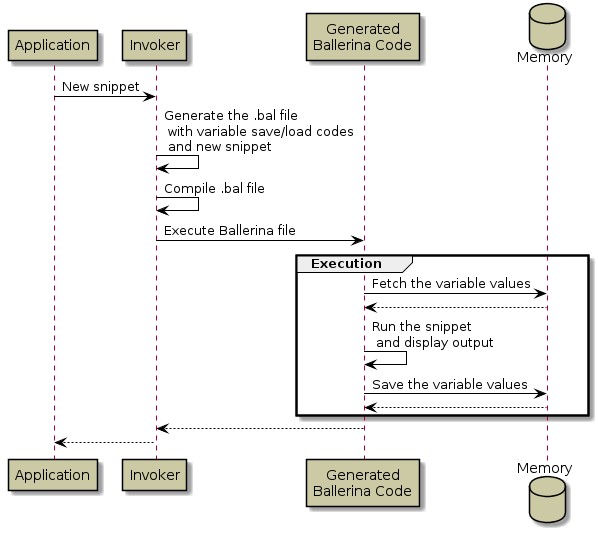 Application
Invoker
Generated
Ballerina Code
Memory
New snippet
Generate the .bal file
with variable save/load codes
and new snippet
Compile .bal file
Execute Ballerina file
Execution
Fetch the variable values
Run the snippet
and display output
Save the variable values
Application
Invoker
Generated
Ballerina Code
Memory